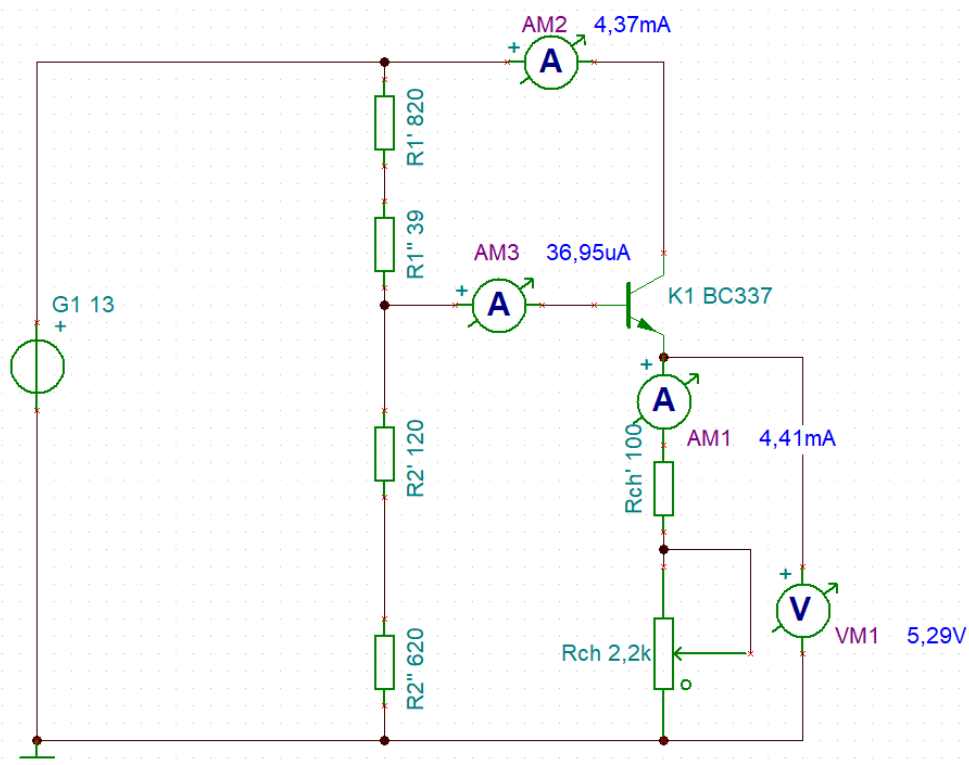 AM2 4,37mA
+
A
R1' 820
R1" 39
AM3 36,95uA
+
A
K1 BC337
G1 13
+
+
A
AM1 4,41mA
Rch' 100
R2' 120
+
V
VM1 5,29V
Rch 2,2k
R2" 620